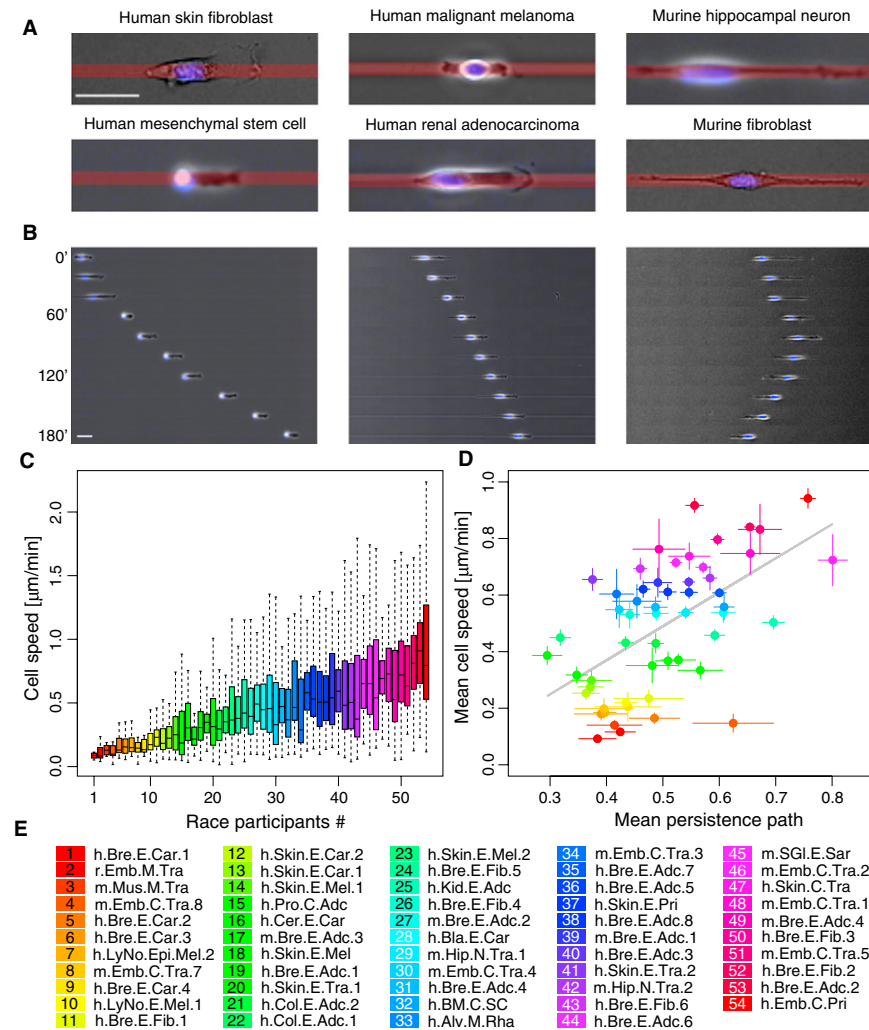 A
Human skin fibroblast
Human malignant melanoma
Murine hippocampal neuron
Human mesenchymal stem cell
Human renal adenocarcinoma
Murine fibroblast
B
0'
60'
120'
180'
C
Cell speed [µm/min]
2.0
1.5
1.0
0.5
0.0
1
10
20
30
40
50
Race participants #
D
Mean cell speed [µm/min]
1.0
0.8
0.6
0.4
0.2
0.0
0.3
0.4
0.5
0.6
0.7
0.8
Mean persistence path
E
1 h.Bre.E.Car.1
2 r.Emb.M.Tra
3 m.Mus.M.Tra
4 m.Emb.C.Tra.8
5 h.Bre.E.Car.2
6 h.Bre.E.Car.3
7 h.LyNo.Epi.Mel.2
8 m.Emb.C.Tra.7
9 h.Bre.E.Car.4
10 h.LyNo.E.Mel.1
11 h.Bre.E.Fib.1
12 h.Skin.E.Car.2
13 h.Skin.E.Car.1
14 h.Skin.E.Mel.1
15 h.Pro.C.Adc
16 h.Cer.E.Car
17 m.Bre.E.Adc.3
18 h.Skin.E.Mel
19 h.Bre.E.Adc.1
20 h.Skin.E.Tra.1
21 h.Col.E.Adc.2
22 h.Col.E.Adc.1
23 h.Skin.E.Mel.2
24 h.Bre.E.Fib.5
25 h.Kid.E.Adc
26 h.Bre.E.Fib.4
27 m.Bre.E.Adc.2
28 h.Bla.E.Car
29 m.Hip.N.Tra.1
30 m.Emb.C.Tra.4
31 h.Bre.E.Adc.4
32 h.BM.C.SC
33 h.Alv.M.Rha
34 m.Emb.C.Tra.3
35 h.Bre.E.Adc.7
36 h.Bre.E.Adc.5
37 h.Skin.E.Pri
38 h.Bre.E.Adc.8
39 m.Bre.E.Adc.1
40 h.Bre.E.Adc.3
41 h.Skin.E.Tra.2
42 m.Hip.N.Tra.2
43 h.Bre.E.Fib.6
44 h.Bre.E.Adc.6
45 m.SGl.E.Sar
46 m.Emb.C.Tra.2
47 h.Skin.C.Tra
48 m.Emb.C.Tra.1
49 m.Bre.E.Adc.4
50 h.Bre.E.Fib.3
51 m.Emb.C.Tra.5
52 h.Bre.E.Fib.2
53 h.Bre.E.Adc.2
54 h.Emb.C.Pri